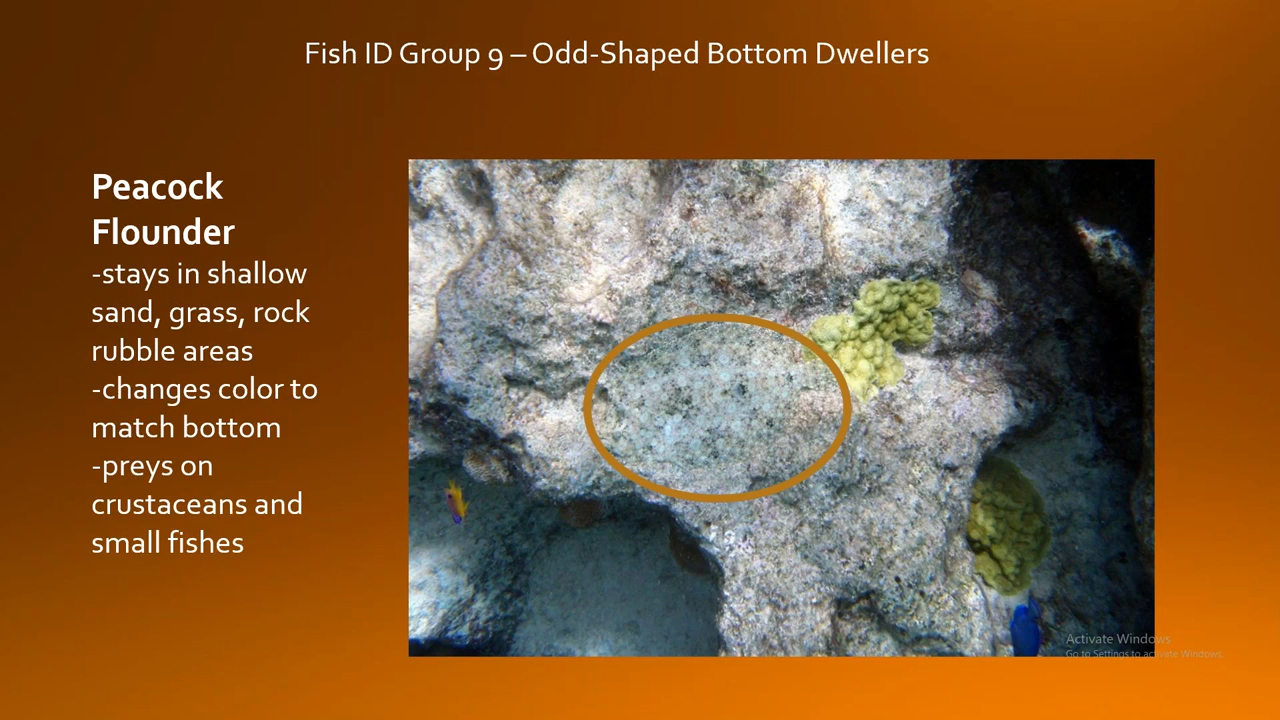 Fish ID Group 9 – Odd-Shaped Bottom Dwellers
Peacock
Flounder
-stays in shallow
sand, grass, rock
rubble areas
-changes color to
match bottom
-preys on
crustaceans and
small fishes
Activate Windows
Go to Settings to activate Windows.